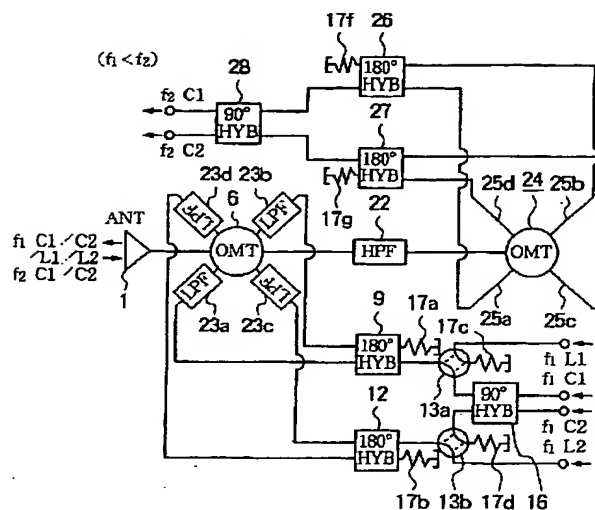 17f
26
(f1<f2)
28
180°
HYB
f2 C1
90°
HYB
27
f2 C2
180°
HYB
23d
23b
6
17g
25d
24
25b
22
LPF
LPF
ANT
f1 C1/C2
/L1/L2
f2 C1/C2
OMT
HPF
OMT
1
LPF
LPF
17a
25a
25c
23a
23c
9
17c
180°
HYB
f1 L1
f1 C1
13a
12
90°
HYB
180°
HYB
f1 C2
f1 L2
17b
13b
17d
16